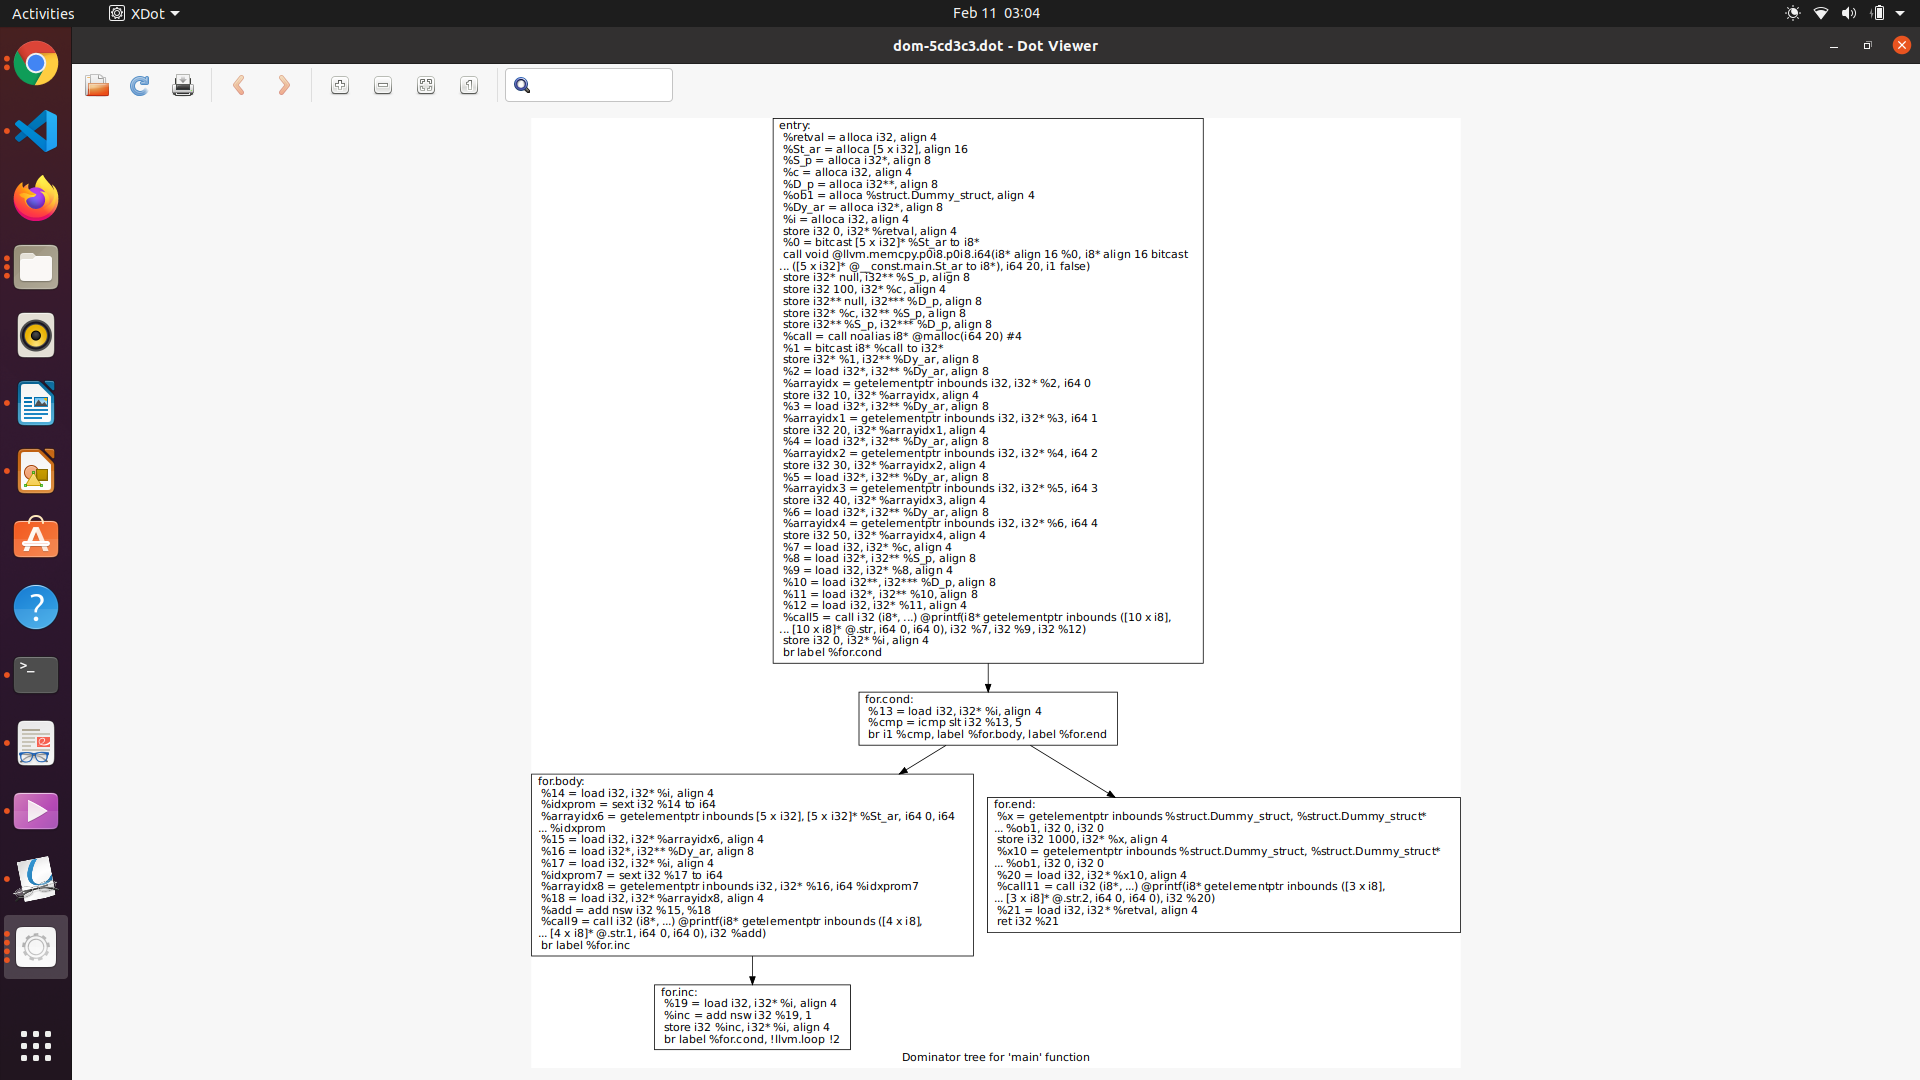 Activities
XDot
Feb 11 03:04
dom-5cd3c3.dot - Dot Viewer
entry:
%retval = alloca i32, align 4
%St_ar = alloca [5 x i32], align 16
%S_p = alloca i32*, align 8
%c = alloca i32, align 4
%D_p = alloca i32**, align 8
%ob1 = alloca %struct.Dummy_struct, align 4
%Dy_ar = alloca i32*, align 8
%i = alloca i32, align 4
store i32 0, i32* %retval, align 4
%0 = bitcast [5 x i32]* %St_ar to i8*
call void @llvm.memcpy.p0i8.p0i8.i64(i8* align 16 %0, i8* align 16 bitcast
... ([5 x i32]* @__const.main.St_ar to i8*), i64 20, i1 false)
store i32* null, i32** %S_p, align 8
store i32 100, i32* %c, align 4
store i32** null, i32*** %D_p, align 8
store i32* %c, i32** %S_p, align 8
store i32** %S_p, i32*** %D_p, align 8
%call = call noalias i8* @malloc(i64 20) #4
%1 = bitcast i8* %call to i32*
store i32* %1, i32** %Dy_ar, align 8
%2 = load i32*, i32** %Dy_ar, align 8
%arrayidx = getelementptr inbounds i32, i32* %2, i64 0
store i32 10, i32* %arrayidx, align 4
%3 = load i32*, i32** %Dy_ar, align 8
%arrayidx1 = getelementptr inbounds i32, i32* %3, i64 1
store i32 20, i32* %arrayidx1, align 4
%4 = load i32*, i32** %Dy_ar, align 8
%arrayidx2 = getelementptr inbounds i32, i32* %4, i64 2
store i32 30, i32* %arrayidx2, align 4
%5 = load i32*, i32** %Dy_ar, align 8
%arrayidx3 = getelementptr inbounds i32, i32* %5, i64 3
store i32 40, i32* %arrayidx3, align 4
%6 = load i32*, i32** %Dy_ar, align 8
%arrayidx4 = getelementptr inbounds i32, i32* %6, i64 4
store i32 50, i32* %arrayidx4, align 4
%7 = load i32, i32* %c, align 4
%8 = load i32*, i32** %S_p, align 8
%9 = load i32, i32* %8, align 4
%10 = load i32**, i32*** %D_p, align 8
%11 = load i32*, i32** %10, align 8
%12 = load i32, i32* %11, align 4
%call5 = call i32 (i8*, ...) @printf(i8* getelementptr inbounds ([10 x i8],
... [10 x i8]* @.str, i64 0, i64 0), i32 %7, i32 %9, i32 %12)
store i32 0, i32* %i, align 4
br label %for.cond
for.cond:
%13 = load i32, i32* %i, align 4
%cmp = icmp slt i32 %13, 5
br i1 %cmp, label %for.body, label %for.end
for.body:
%14 = load i32, i32* %i, align 4
%idxprom = sext i32 %14 to i64
%arrayidx6 = getelementptr inbounds [5 x i32], [5 x i32]* %St_ar, i64 0, i64
... %idxprom
%15 = load i32, i32* %arrayidx6, align 4
%16 = load i32*, i32** %Dy_ar, align 8
%17 = load i32, i32* %i, align 4
%idxprom7 = sext i32 %17 to i64
%arrayidx8 = getelementptr inbounds i32, i32* %16, i64 %idxprom7
%18 = load i32, i32* %arrayidx8, align 4
%add = add nsw i32 %15, %18
%call9 = call i32 (i8*, ...) @printf(i8* getelementptr inbounds ([4 x i8],
... [4 x i8]* @.str.1, i64 0, i64 0), i32 %add)
br label %for.inc
for.end:
%x = getelementptr inbounds %struct.Dummy_struct, %struct.Dummy_struct*
... %ob1, i32 0, i32 0
store i32 1000, i32* %x, align 4
%x10 = getelementptr inbounds %struct.Dummy_struct, %struct.Dummy_struct*
... %ob1, i32 0, i32 0
%20 = load i32, i32* %x10, align 4
%call11 = call i32 (i8*, ...) @printf(i8* getelementptr inbounds ([3 x i8],
... [3 x i8]* @.str.2, i64 0, i64 0), i32 %20)
%21 = load i32, i32* %retval, align 4
ret i32 %21
for.inc:
%19 = load i32, i32* %i, align 4
%inc = add nsw i32 %19, 1
store i32 %inc, i32* %i, align 4
br label %for.cond, !llvm.loop !2
Dominator tree for 'main' function